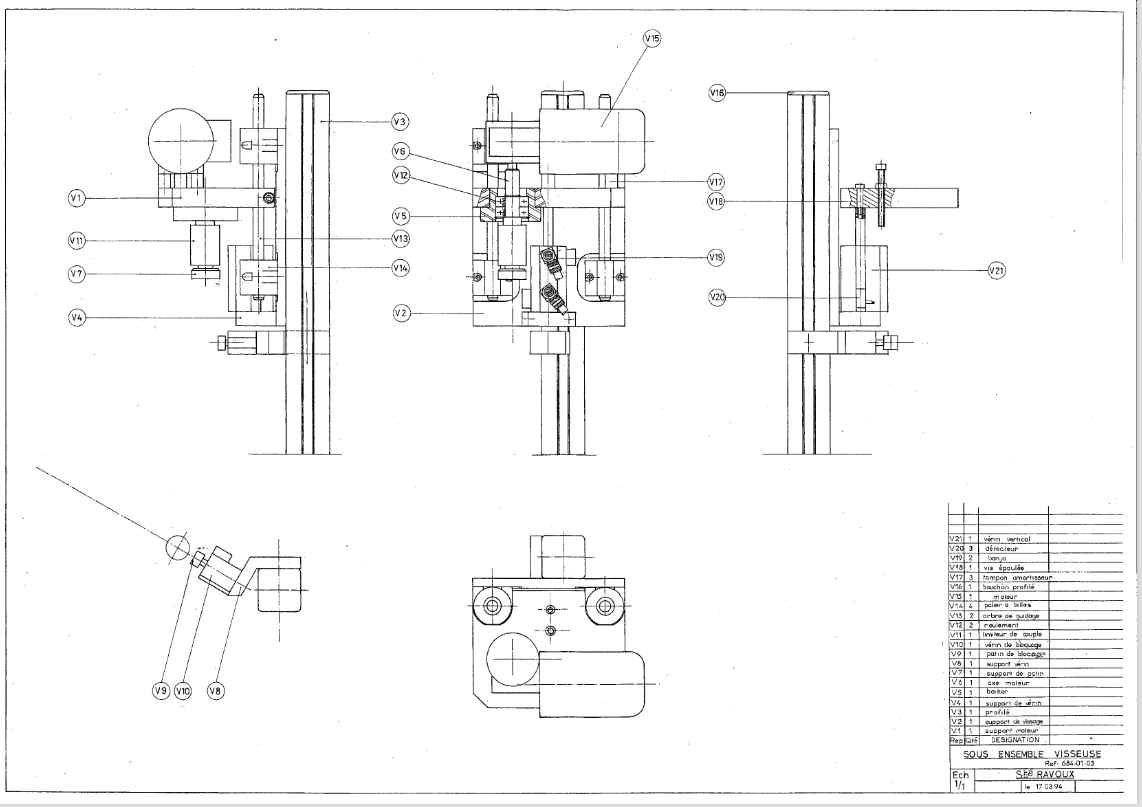 V15
V16
V3
V6
V12
V17
V1
V18
V5
V11
V13
V19
V14
V7
V21
V20
V4
V2
V9 V10 V8
V21 1 vérin vertical
V20 3 détecteur
V19 2 banjo
V18 1 vis épaulée
V17 3 tampon amortisseur
V16 1 bouchon profilé
V15 1 moteur
V14 4 palier a billes
V13 2 arbre de guidage
V12 2 roulement
V11 1 limiteur de couple
V10 1 vérin de bloquage
V9 1 patin de bloquage
V8 1 support vérin
V7 1 support de patin
V6 1 axe moteur
V5 1 boitier
V4 1 support de vérin
V3 1 profilé
V2 1 support de vissage
V1 1 support moteur
Rep Qté DESIGNATION
SOUS ENSEMBLE VISSEUSE
Ref: 684-01-03
Ech 1/1
Sté RAVOUX
le 17 03 94